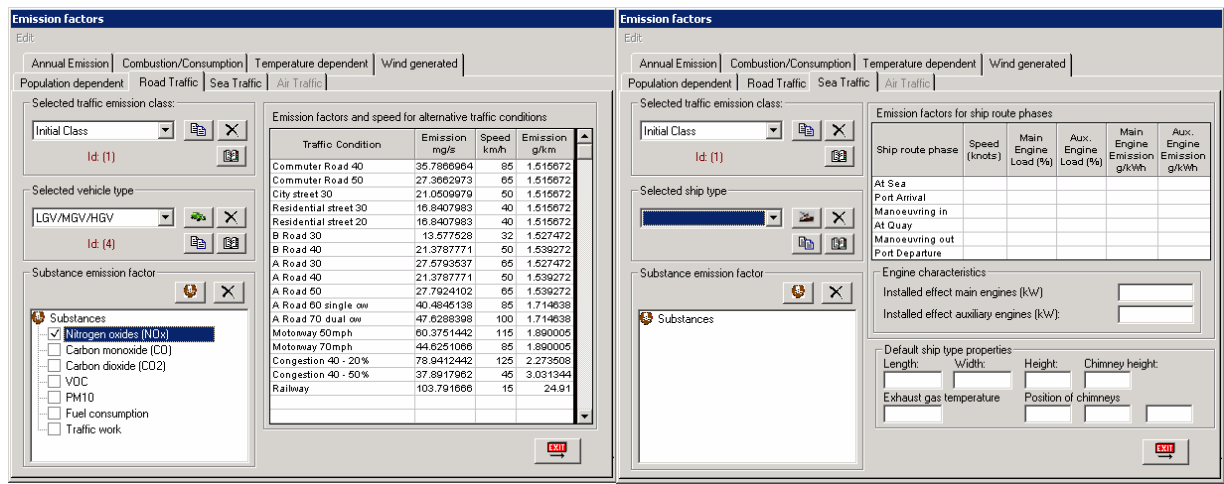 Emission factors
Edit
Annual Emission Combustion/Consumption Temperature dependent Wind generated
Population dependent Road Traffic Sea Traffic Air Traffic
Selected traffic emission class:
Initial Class
Id: (1)
Selected vehicle type
LGV/MGV/HGV
Id: (4)
Substance emission factor
Substances
Nitrogen oxides (NOx)
Carbon monoxide (CO)
Carbon dioxide (CO2)
VOC
PM10
Fuel consumption
Traffic work
Emission factors and speed for alternative traffic conditions
Traffic Condition Emission mg/s Speed km/h Emission g/km
Commuter Road 40 35.7866964 85 1.515672
Commuter Road 50 27.3662973 65 1.515672
City street 30 21.0509979 50 1.515672
Residential street 30 16.8407983 40 1.515672
Residential street 20 16.8407983 40 1.515672
B Road 30 13.577528 32 1.527472
B Road 40 21.3787771 50 1.539272
A Road 30 27.5793537 65 1.527472
A Road 40 21.3787771 50 1.539272
A Road 50 27.7924102 65 1.539272
A Road 60 single cw 40.4845138 85 1.714638
A Road 70 dual cw 47.6288398 100 1.714638
Motorway 50mph 60.3751442 115 1.890005
Motorway 70mph 44.6251066 85 1.890005
Congestion 40 - 20% 78.9412442 125 2.273508
Congestion 40 - 50% 37.8917962 45 3.031344
Railway 103.791666 15 24.91
EXIT
Emission factors
Edit
Annual Emission Combustion/Consumption Temperature dependent Wind generated
Population dependent Road Traffic Sea Traffic Air Traffic
Selected traffic emission class:
Initial Class
Id: (1)
Selected ship type
Substance emission factor
Substances
Emission factors for ship route phases
Ship route phase Speed (knots) Main Engine Load (%) Aux. Engine Load (%) Main Engine Emission g/kWh Aux. Engine Emission g/kWh
At Sea
Port Arrival
Manoeuvring in
At Quay
Manoeuvring out
Port Departure
Engine characteristics
Installed effect main engines (kW)
Installed effect auxiliary engines (kW):
Default ship type properties
Length: Width: Height: Chimney height:
Exhaust gas temperature Position of chimneys
EXIT